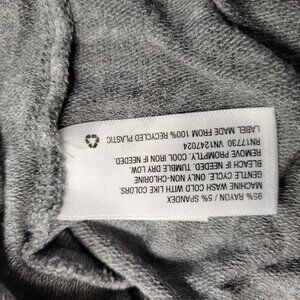 95% RAYON / 5% SPANDEX
MACHINE WASH COLD WITH LIKE COLORS.
GENTLE CYCLE. ONLY NON-CHLORINE
BLEACH IF NEEDED. TUMBLE DRY LOW
REMOVE PROMPTLY. COOL IRON IF NEEDED
RN17730 VN1247024
LABEL MADE FROM 100% RECYCLED PLASTIC